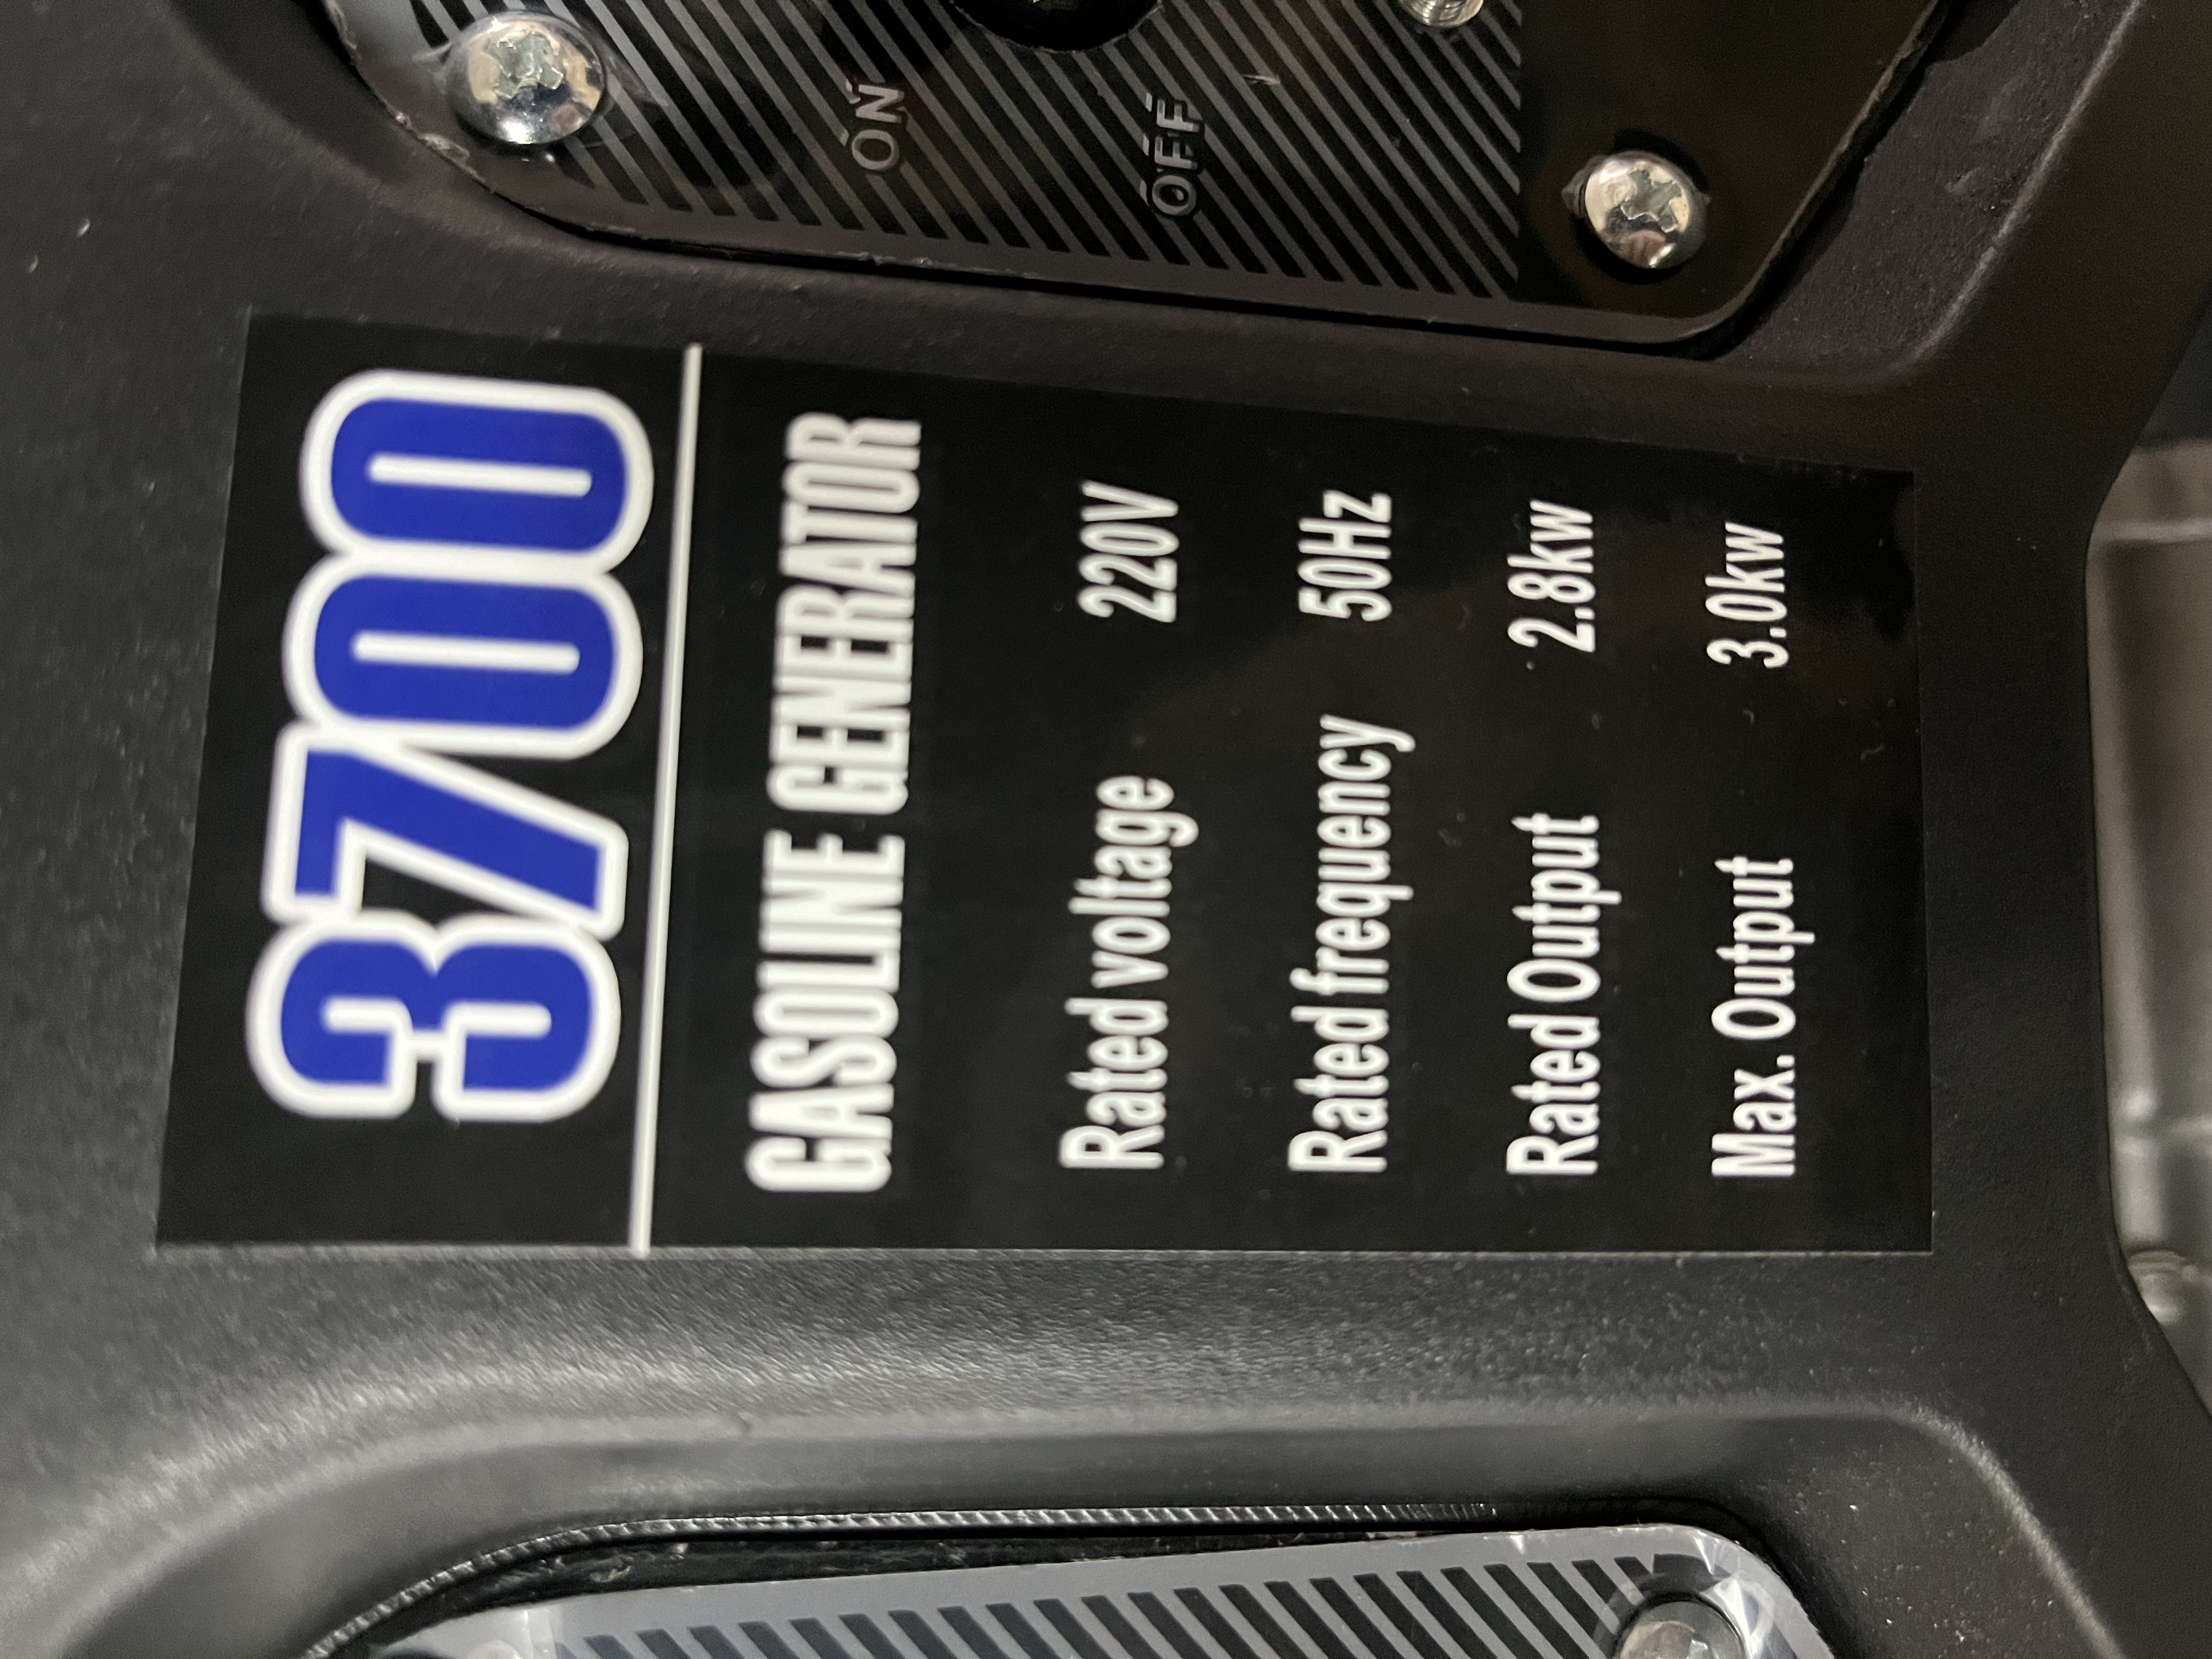 3700
GASOLINE GENERATOR
Rated voltage 220V
Rated frequency 50Hz
Rated Output 2.8kw
Max. Output 3.0kw
ON
OFF